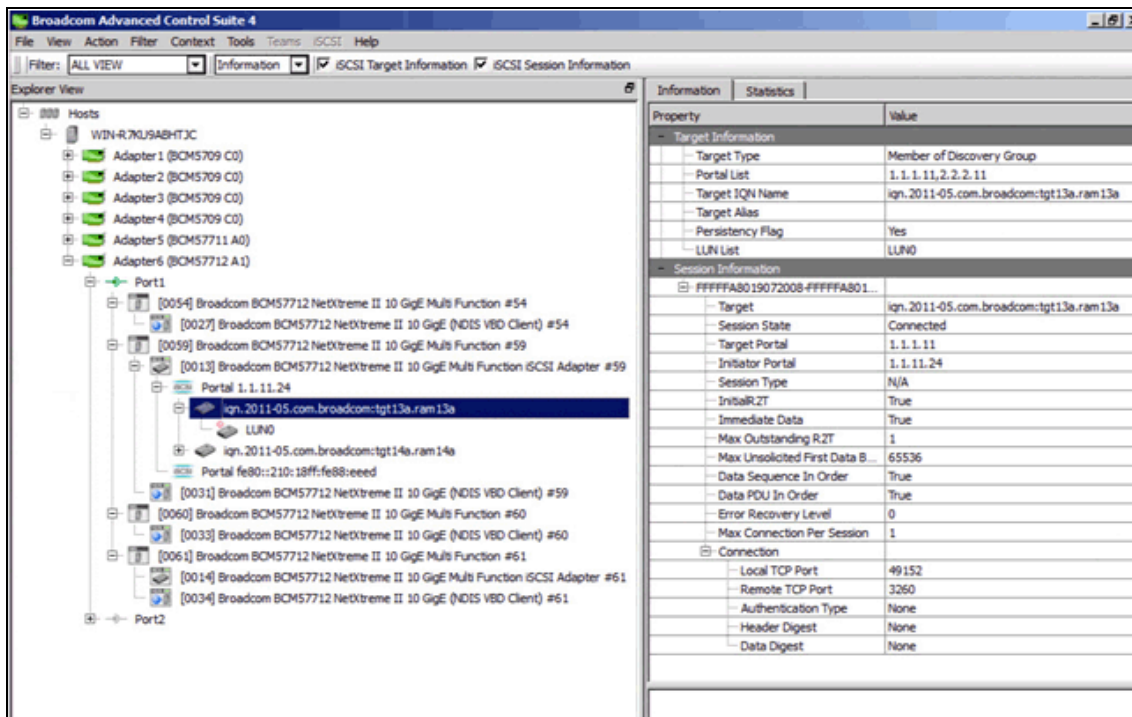 Broadcom Advanced Control Suite 4
File View Action Filter Context Tools Teams iSCSI Help
Filter: ALL VIEW Information iSCSI Target Information iSCSI Session Information
Explorer View
Hosts
WIN-R7KU9A8HTJC
Adapter1 (BCM5709 C0)
Adapter2 (BCM5709 C0)
Adapter3 (BCM5709 C0)
Adapter4 (BCM5709 C0)
Adapter5 (BCM57711 A0)
Adapter6 (BCM57712 A1)
Port1
[0054] Broadcom BCM57712 NetXtreme II 10 GigE Multi Function #54
[0027] Broadcom BCM57712 NetXtreme II 10 GigE (NDIS VBD Client) #54
[0059] Broadcom BCM57712 NetXtreme II 10 GigE Multi Function #59
[0013] Broadcom BCM57712 NetXtreme II 10 GigE Multi Function iSCSI Adapter #59
Portal 1.1.11.24
iqn.2011-05.com.broadcom:tgt13a.ram13a
LUN0
iqn.2011-05.com.broadcom:tgt14a.ram14a
Portal fe80::210:18ff:fe88:eeed
[0031] Broadcom BCM57712 NetXtreme II 10 GigE (NDIS VBD Client) #59
[0060] Broadcom BCM57712 NetXtreme II 10 GigE Multi Function #60
[0033] Broadcom BCM57712 NetXtreme II 10 GigE (NDIS VBD Client) #60
[0061] Broadcom BCM57712 NetXtreme II 10 GigE Multi Function #61
[0014] Broadcom BCM57712 NetXtreme II 10 GigE Multi Function iSCSI Adapter #61
[0034] Broadcom BCM57712 NetXtreme II 10 GigE (NDIS VBD Client) #61
Port2
Information Statistics
Property Value
Target Information
Target Type Member of Discovery Group
Portal List 1.1.1.11,2.2.2.11
Target IQN Name iqn.2011-05.com.broadcom:tgt13a.ram13a
Target Alias
Persistency Flag Yes
LUN List LUN0
Session Information
FFFFFA8019072008-FFFFFA801...
Target iqn.2011-05.com.broadcom:tgt13a.ram13a
Session State Connected
Target Portal 1.1.1.11
Initiator Portal 1.1.11.24
Session Type N/A
InitialR2T True
Immediate Data True
Max Outstanding R2T 1
Max Unsolicited First Data B... 65536
Data Sequence In Order True
Data PDU In Order True
Error Recovery Level 0
Max Connection Per Session 1
Connection
Local TCP Port 49152
Remote TCP Port 3260
Authentication Type None
Header Digest None
Data Digest None